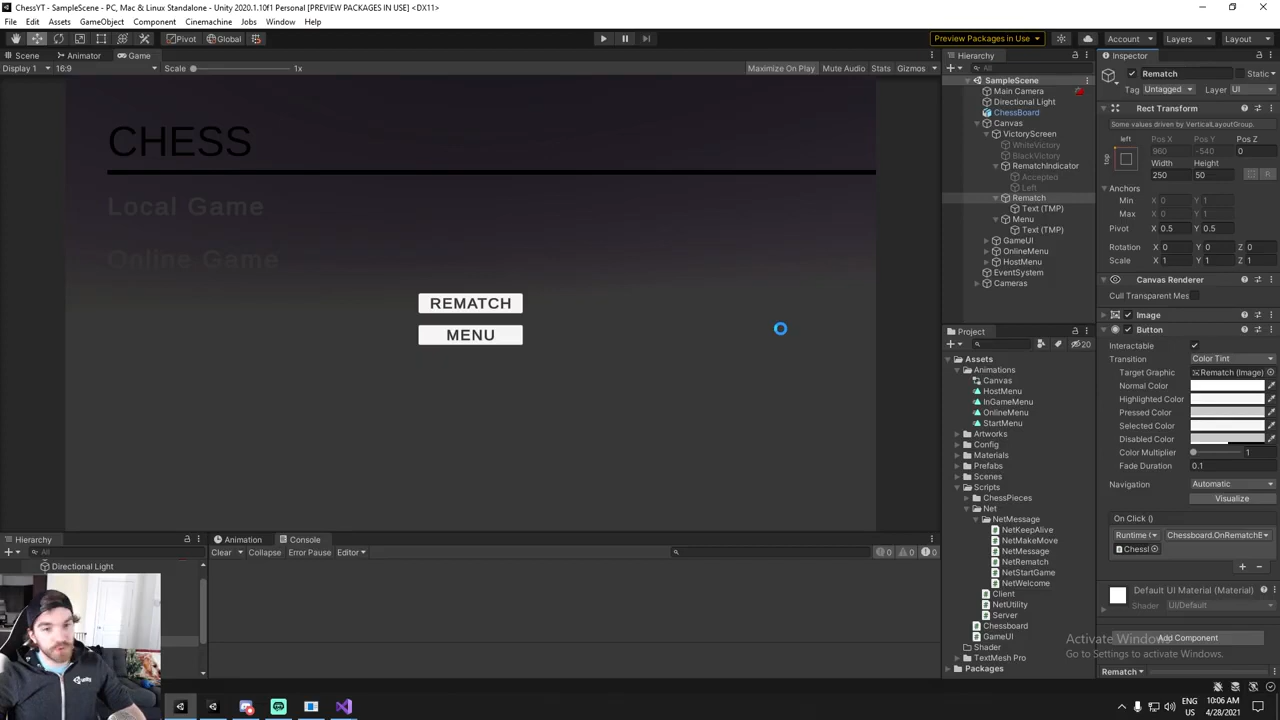 ChessYT - SampleScene - PC, Mac & Linux Standalone - Unity 2020.1.10f1 Personal [PREVIEW PACKAGES IN USE] <DX11>
File Edit Assets GameObject Component Cinemachine Jobs Window Help
Pivot Global Preview Packages in Use Account Layers Layout
Scene Animator Game
Display 1 16:9 Scale 1x Maximize On Play Mute Audio Stats Gizmos
CHESS
Local Game
Online Game
REMATCH
MENU
Hierarchy
All
SampleScene
Main Camera
Directional Light
ChessBoard
Canvas
VictoryScreen
WhiteVictory
BlackVictory
RematchIndicator
Accepted
Left
Rematch
Text (TMP)
Menu
Text (TMP)
GameUI
OnlineMenu
HostMenu
EventSystem
Cameras
Project
20
Assets
Animations
Canvas
HostMenu
InGameMenu
OnlineMenu
StartMenu
Artworks
Config
Materials
Prefabs
Scenes
Scripts
ChessPieces
Net
NetMessage
NetKeepAlive
NetMakeMove
NetMessage
NetRematch
NetStartGame
NetWelcome
Client
NetUtility
Server
Chessboard
GameUI
Shader
TextMesh Pro
Packages
Inspector
Rematch Static
Tag Untagged Layer UI
Rect Transform
Some values driven by VerticalLayoutGroup.
left Pos X Pos Y Pos Z
top 960 -540 0
Width Height
250 50 R
Anchors
Min X 0 Y 1
Max X 0 Y 1
Pivot X 0.5 Y 0.5
Rotation X 0 Y 0 Z 0
Scale X 1 Y 1 Z 1
Canvas Renderer
Cull Transparent Mes
Image
Button
Interactable
Transition Color Tint
Target Graphic Rematch (Image)
Normal Color
Highlighted Color
Pressed Color
Selected Color
Disabled Color
Color Multiplier 1
Fade Duration 0.1
Navigation Automatic
Visualize
On Click ()
Runtime Chessboard.OnRematchE
Chessl
Default UI Material (Material)
Shader UI/Default
Add Component
Activate Windows
Go to Settings to activate Windows.
Rematch
Hierarchy
All
Directional Light
Animation Console
Clear Collapse Error Pause Editor 0 0 0
ENG
US
10:06 AM
4/28/2021